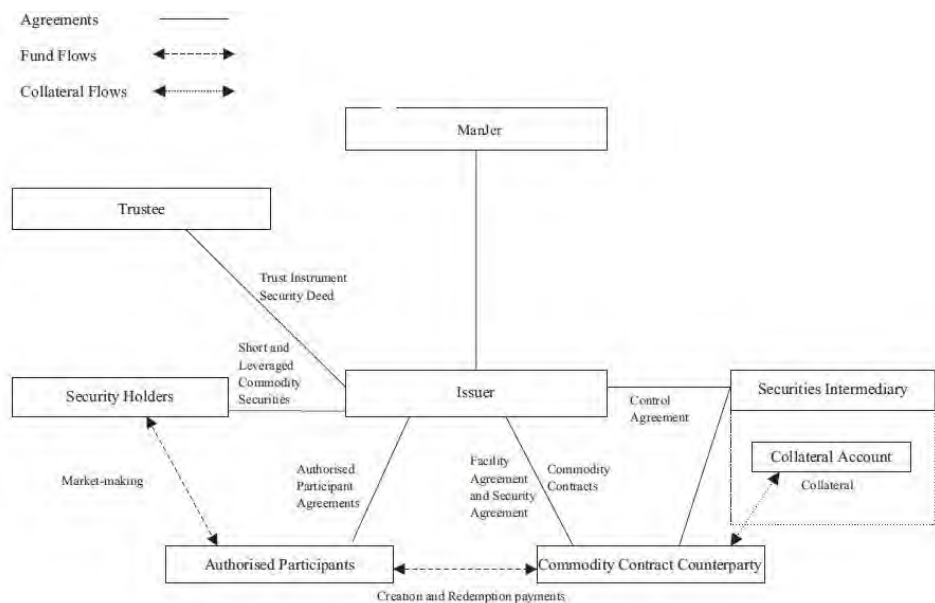 Agreements
Fund Flows
Collateral Flows
ManJer
Trustee
Trust Instrument
Security Deed
Short and
Leveraged
Commodity
Securities
Security Holders
Issuer
Securities Intermediary
Control
Agreement
Collateral Account
Collateral
Market-making
Authorised
Participant
Agreements
Facility
Agreement
and Security
Agreement
Commodity
Contracts
Authorised Participants
Commodity Contract Counterparty
Creation and Redemption payments